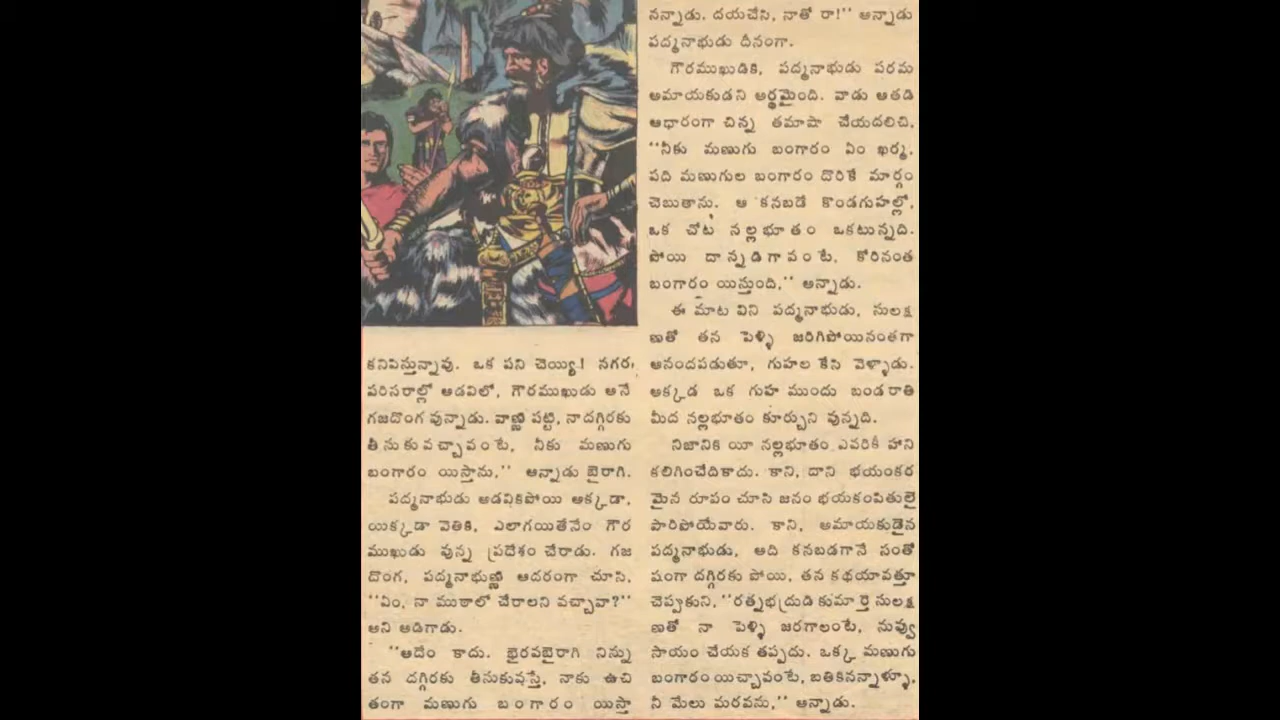 కనిపిస్తున్నావు. ఒక పని చెయ్యి! నగర,
పరిసరాల్లో అడవిలో, గౌరముఖుడు అనే
గజదొంగ వున్నాడు. వాణ్ణి పట్టి, నాదగ్గిరకు
తీసుకువచ్చావంటే, నీకు మణుగు
బంగారం యిస్తాను,'' అన్నాడు బైరాగి.
పద్మనాభుడు అడవికిపోయి అక్కడా,
యిక్కడా వెతికి, ఎలాగయితేనేం గౌర
ముఖుడు వున్న ప్రదేశం చేరాడు. గజ
దొంగ, పద్మనాభుణ్ణి ఆదరంగా చూసి,
''ఏం, నా ముఠాలో చేరాలని వచ్చావా?''
అని అడిగాడు.
''అదేం కాదు. భైరవబైరాగి నిన్ను
తన దగ్గిరకు తీసుకువస్తే, నాకు ఉచి
తంగా మణుగు బంగారం యిస్తా
నన్నాడు. దయచేసి, నాతో రా!'' అన్నాడు
పద్మనాభుడు దీనంగా.
గౌరముఖుడికి, పద్మనాభుడు పరమ
అమాయకుడని అర్థమైంది. వాడు అతడి
ఆధారంగా చిన్న తమాషా చేయదలిచి,
''నీకు మణుగు బంగారం ఏం ఖర్మ,
పది మణుగుల బంగారం దొరికే మార్గం
చెబుతాను. ఆ కనబడే కొండగుహల్లో,
ఒక చోట నల్లభూతం ఒకటున్నది.
పోయి దాన్నడిగావంటే, కోరినంత
బంగారం యిస్తుంది,'' అన్నాడు.
ఈ మాట విని పద్మనాభుడు, సులక్ష
ణతో తన పెళ్ళి జరిగిపోయినంతగా
ఆనందపడుతూ, గుహల కేసి వెళ్ళాడు.
అక్కడ ఒక గుహ ముందు బండరాతి
మీద నల్లభూతం కూర్చుని వున్నది.
నిజానికి యీ నల్లభూతం ఎవరికీ హాని
కలిగించేదికాదు. కాని, దాని భయంకర
మైన రూపం చూసి జనం భయకంపితులై
పారిపోయేవారు. కాని, అమాయకుడైన
పద్మనాభుడు, అది కనబడగానే సంతో
షంగా దగ్గిరకు పోయి, తన కథయావత్తూ
చెప్పకుని, ''రత్నభద్రుడి కుమార్తె సులక్ష
ణతో నా పెళ్ళి జరగాలంటే, నువ్వు
సాయం చేయక తప్పదు. ఒక్క మణుగు
బంగారం యిచ్చావంటే, బతికినన్నాళ్ళూ,
నీ మేలు మరవను,'' అన్నాడు.